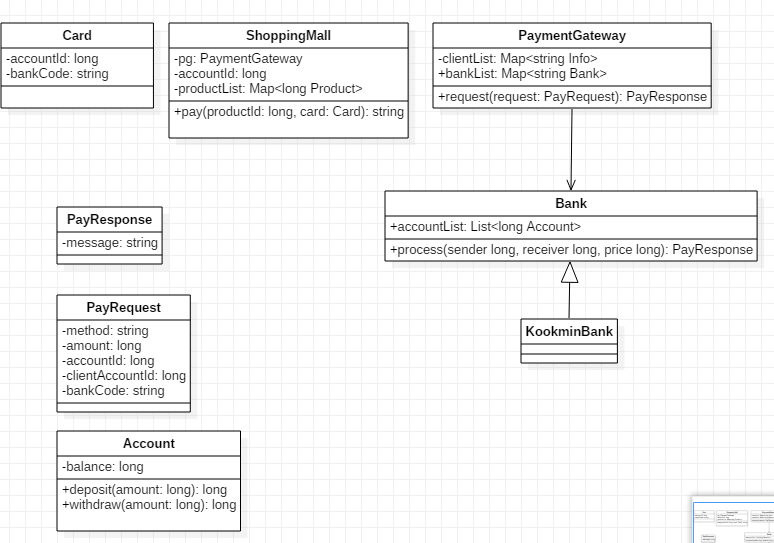 Card
-accountId: long
-bankCode: string
ShoppingMall
-pg: PaymentGateway
-accountId: long
-productList: Map<long Product>
+pay(productId: long, card: Card): string
PaymentGateway
-clientList: Map<string Info>
+bankList: Map<string Bank>
+request(request: PayRequest): PayResponse
Bank
+accountList: List<long Account>
+process(sender long, receiver long, price long): PayResponse
KookminBank
PayResponse
-message: string
PayRequest
-method: string
-amount: long
-accountId: long
-clientAccountId: long
-bankCode: string
Account
-balance: long
+deposit(amount: long): long
+withdraw(amount: long): long